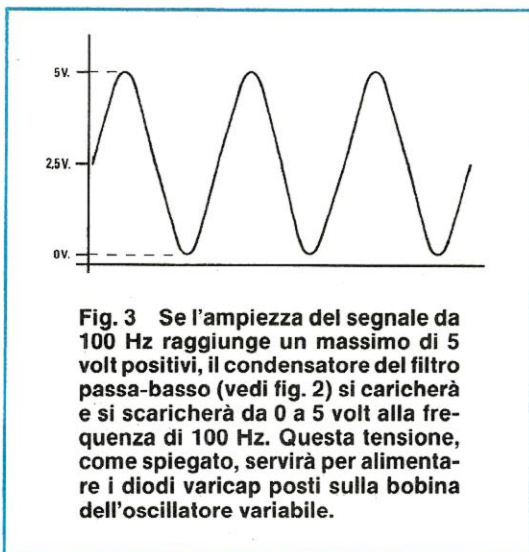 5V.
2,5V.
0V.
Fig. 3 Se l'ampiezza del segnale da
100 Hz raggiunge un massimo di 5
volt positivi, il condensatore del filtro
passa-basso (vedi fig. 2) si caricherà
e si scaricherà da 0 a 5 volt alla fre-
quenza di 100 Hz. Questa tensione,
come spiegato, servirà per alimenta-
re i diodi varicap posti sulla bobina
dell'oscillatore variabile.